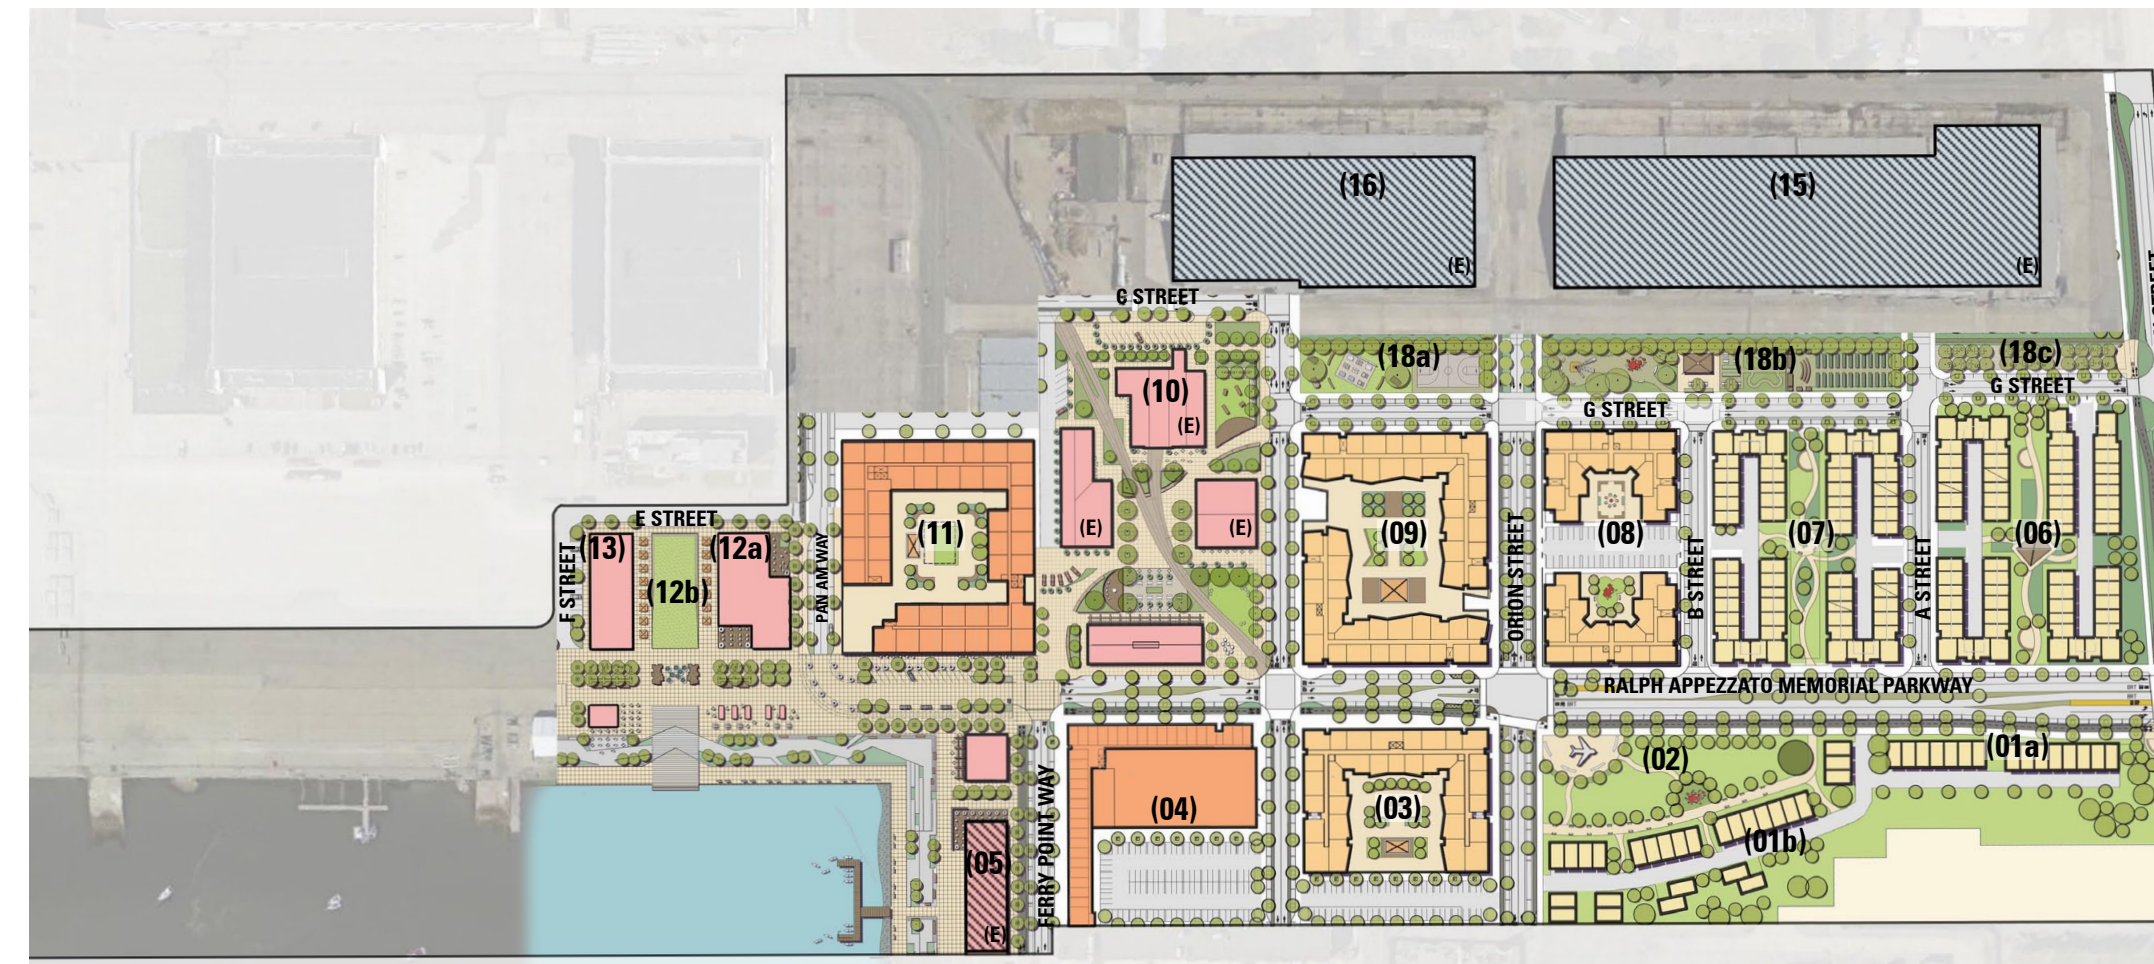 (16)
(15)
(E)
(E)
G STREET
(18a)
(18b)
(18c)
G STREET
G STREET
(10)
(E)
(E)
(E)
E STREET
F STREET
(13)
(12a)
(12b)
PAN AM WAY
(11)
(09)
ORION STREET
(08)
B STREET
(07)
A STREET
(06)
RALPH APPEZZATO MEMORIAL PARKWAY
(02)
(01a)
(01b)
(03)
(04)
FERRY POINT WAY
(05)
(E)